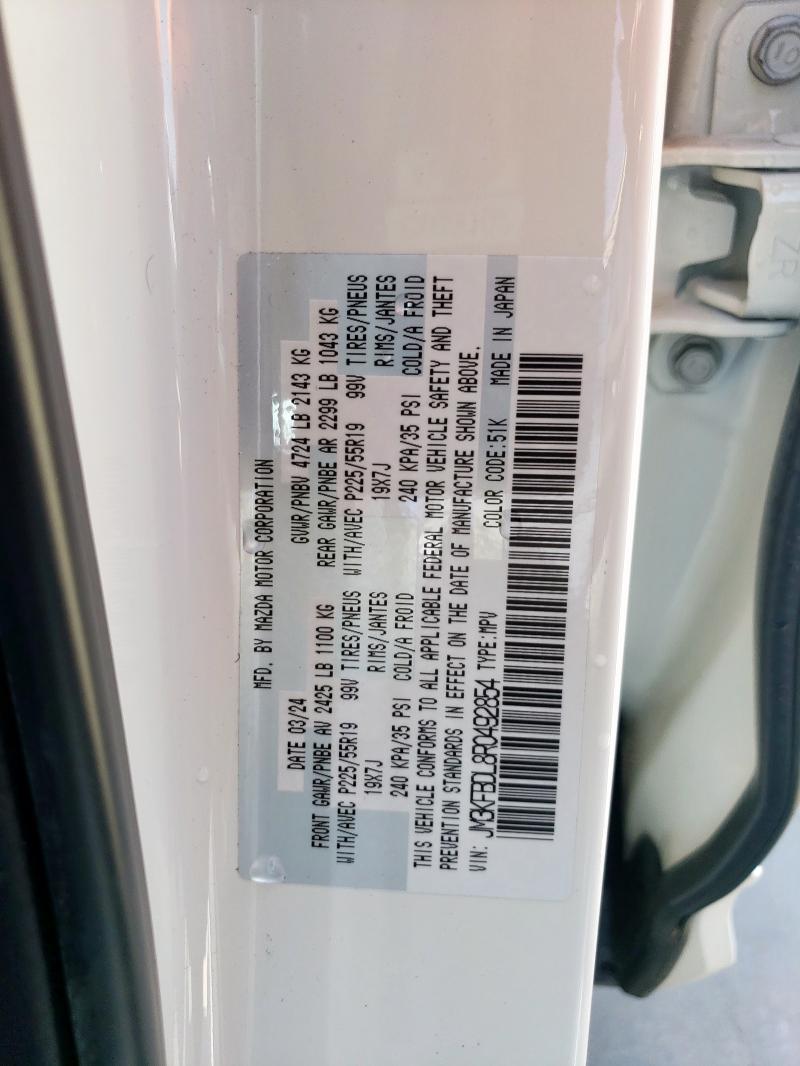 MFD. BY MAZDA MOTOR CORPORATION
DATE 03/24 GVWR/PNBV 4724 LB 2143 KG
FRONT GAWR/PNBE AV 2425 LB 1100 KG REAR GAWR/PNBE AR 2299 LB 1043 KG
WITH/AVEC P225/55R19 99V TIRES/PNEUS WITH/AVEC P225/55R19 99V TIRES/PNEUS
19X7J RIMS/JANTES 19X7J RIMS/JANTES
240 KPA/35 PSI COLD/A FROID 240 KPA/35 PSI COLD/A FROID
THIS VEHICLE CONFORMS TO ALL APPLICABLE FEDERAL MOTOR VEHICLE SAFETY AND THEFT
PREVENTION STANDARDS IN EFFECT ON THE DATE OF MANUFACTURE SHOWN ABOVE.
VIN: JM3KFBDL8R0492854 TYPE:MPV COLOR CODE:51K MADE IN JAPAN
10
ZR